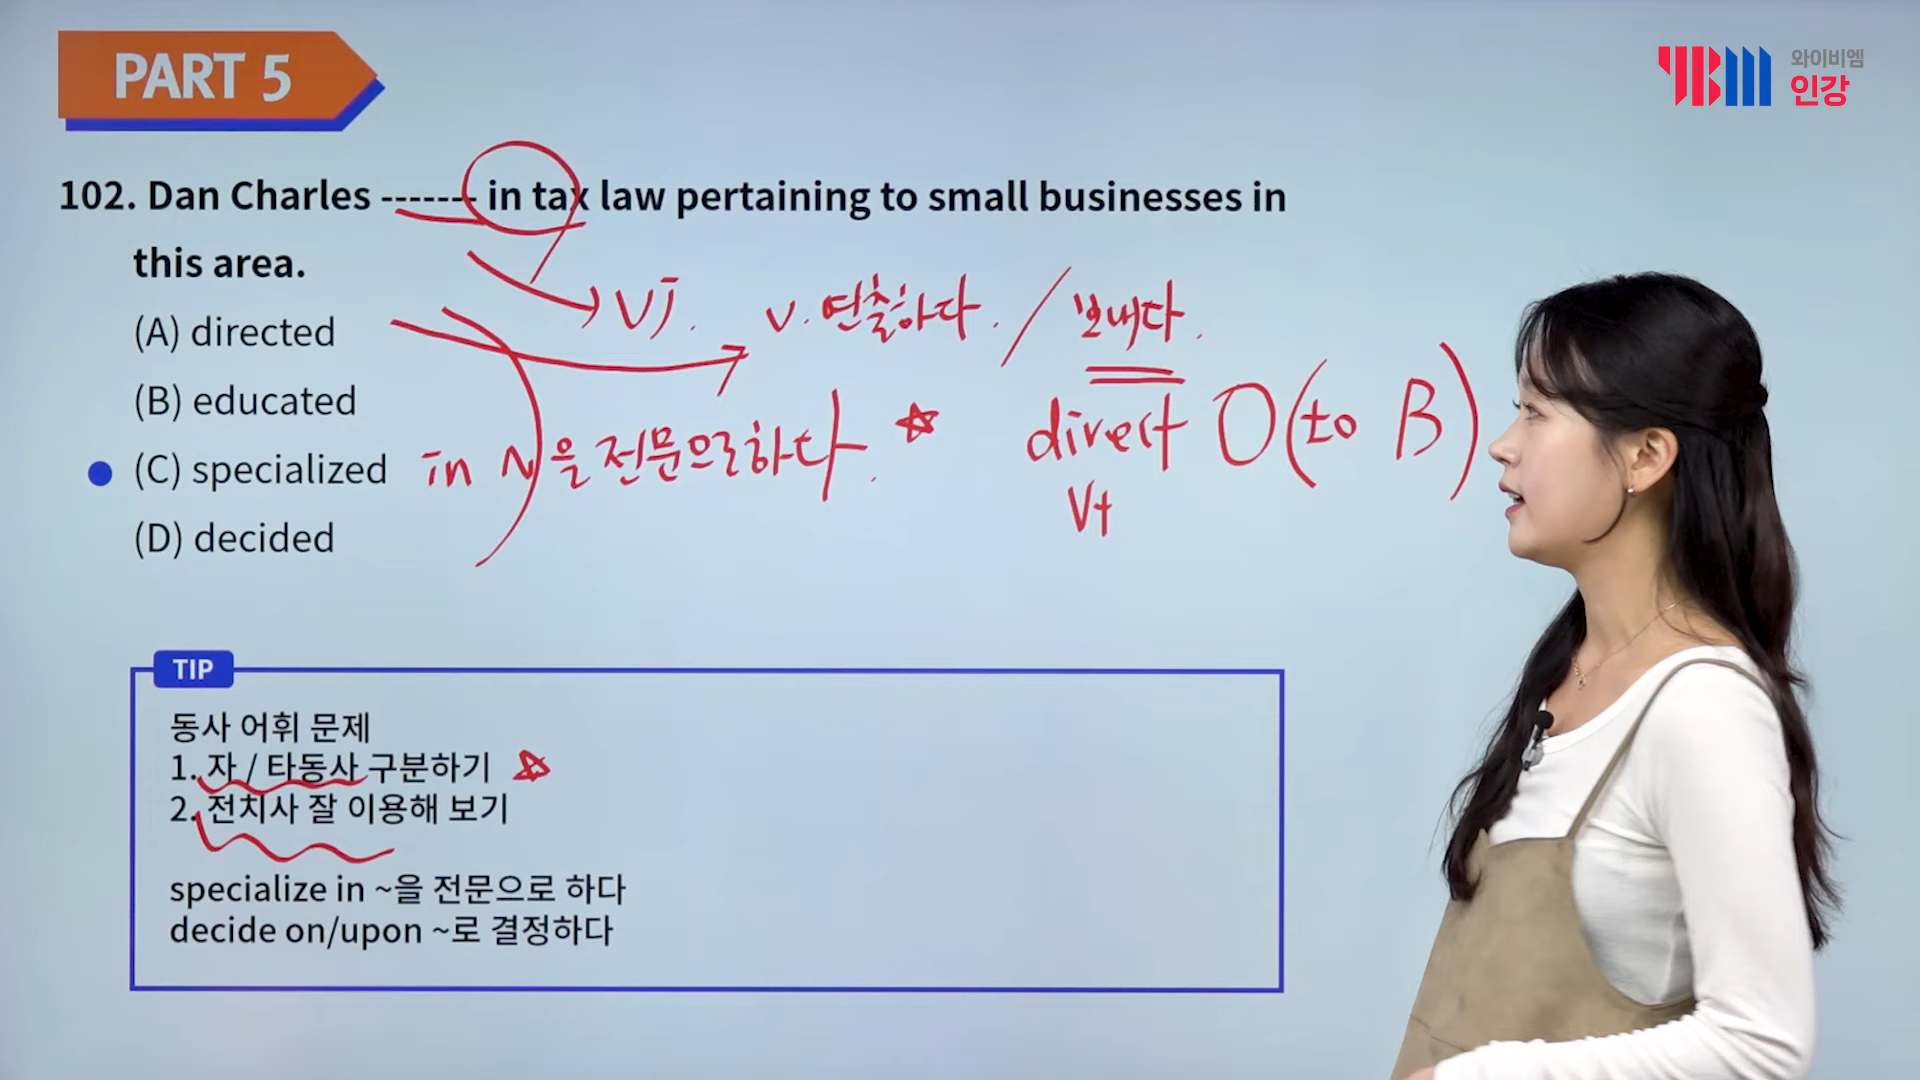 PART 5
YBM 와이비엠
인강
102. Dan Charles ------- in tax law pertaining to small businesses in
this area.
(A) directed
(B) educated
(C) specialized
(D) decided
Vi.
v. 연출하다. / 보내다.
direct O (to B)
Vt
in N을 전문으로하다.
TIP
동사 어휘 문제
1. 자 / 타동사 구분하기
2. 전치사 잘 이용해 보기
specialize in ~을 전문으로 하다
decide on/upon ~로 결정하다